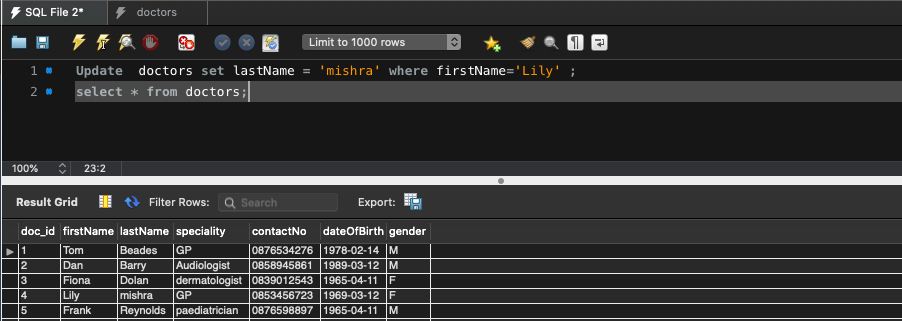 SQL File 2* doctors
Limit to 1000 rows
1 Update doctors set lastName = 'mishra' where firstName='Lily' ;
2 select * from doctors;
100% 23:2
Result Grid Filter Rows: Search Export:
doc_id firstName lastName speciality contactNo dateOfBirth gender
1 Tom Beades GP 0876534276 1978-02-14 M
2 Dan Barry Audiologist 0858945861 1989-03-12 M
3 Fiona Dolan dermatologist 0839012543 1965-04-11 F
4 Lily mishra GP 0853456723 1969-03-12 F
5 Frank Reynolds paediatrician 0876598897 1965-04-11 M